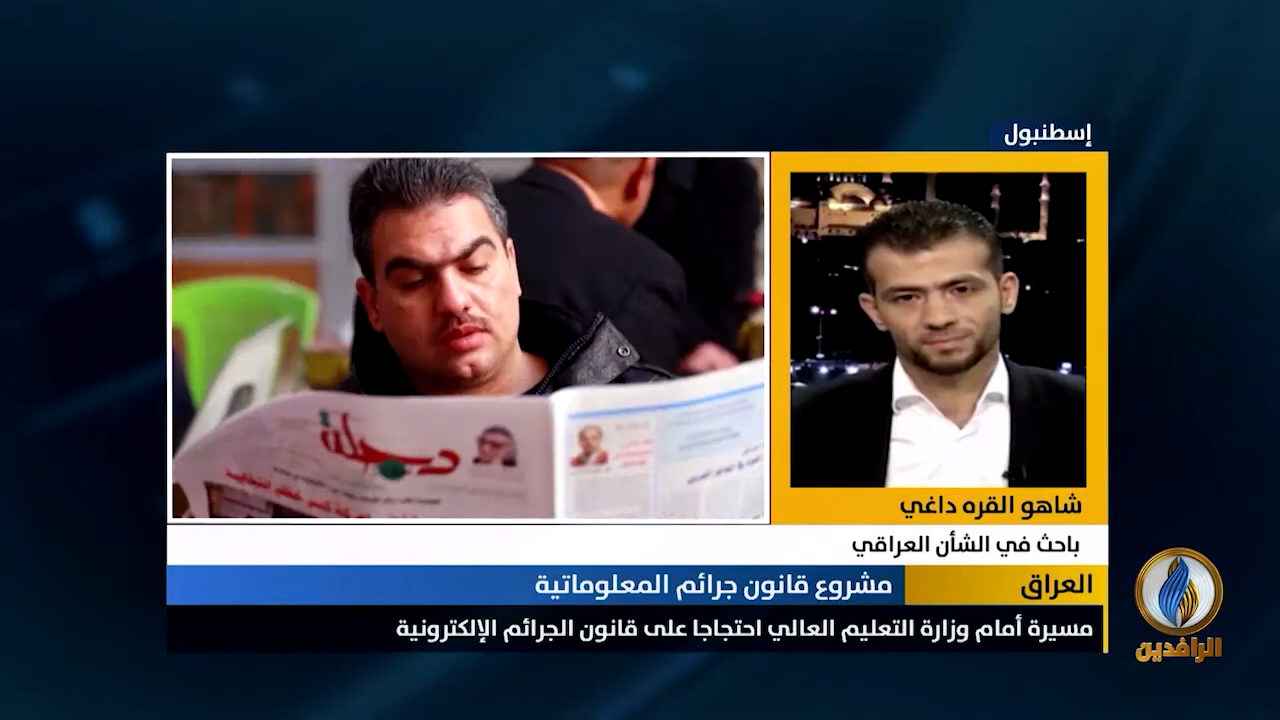 إسطنبول
دجلة
شاهو القره داغي
باحث في الشأن العراقي
العراق
مشروع قانون جرائم المعلوماتية
مسيرة أمام وزارة التعليم العالي احتجاجا على قانون الجرائم الإلكترونية
الرافدين